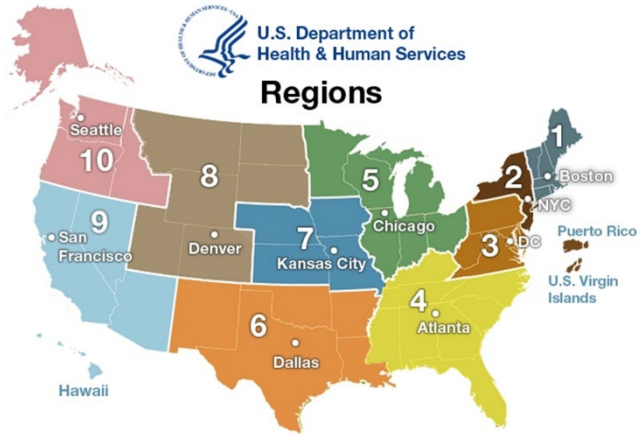 U.S. Department of
Health & Human Services
Regions
Seattle
10
8
5
1
2
Boston
NYC
9
San
Francisco
Denver
7
Kansas City
Chicago
3
DC
Puerto Rico
U.S. Virgin
Islands
6
Dallas
4
Atlanta
Hawaii